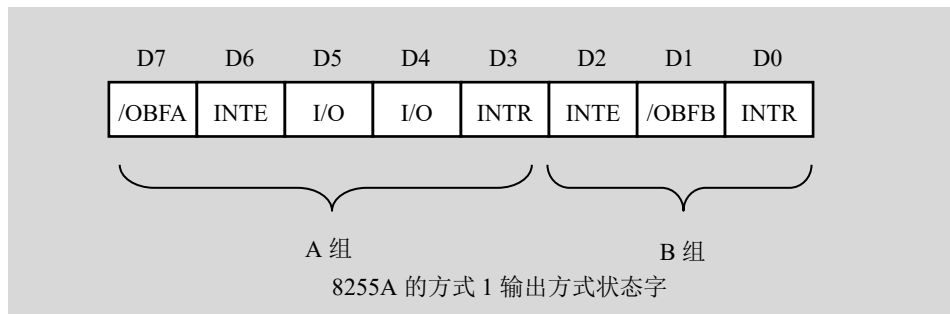 D7 D6 D5 D4 D3 D2 D1 D0
/OBFA INTE I/O I/O INTR INTE /OBFB INTR
A 组 B 组
8255A 的方式 1 输出方式状态字